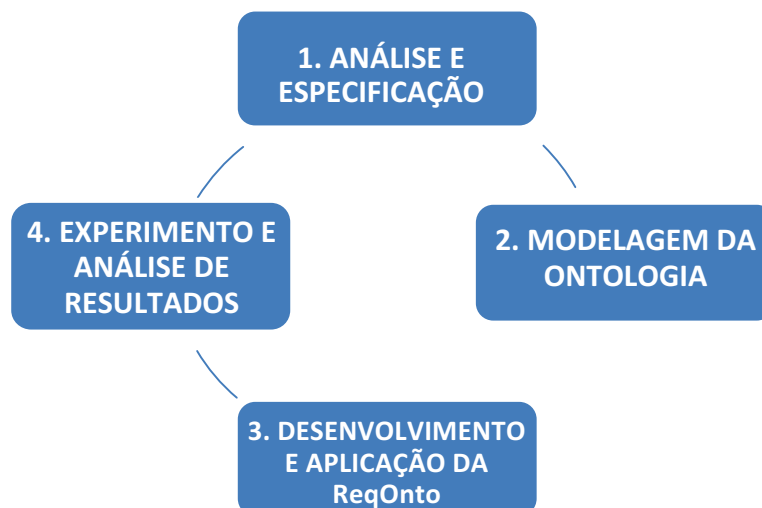 1. ANÁLISE E
ESPECIFICAÇÃO
2. MODELAGEM DA
ONTOLOGIA
3. DESENVOLVIMENTO
E APLICAÇÃO DA
ReqOnto
4. EXPERIMENTO E
ANÁLISE DE
RESULTADOS